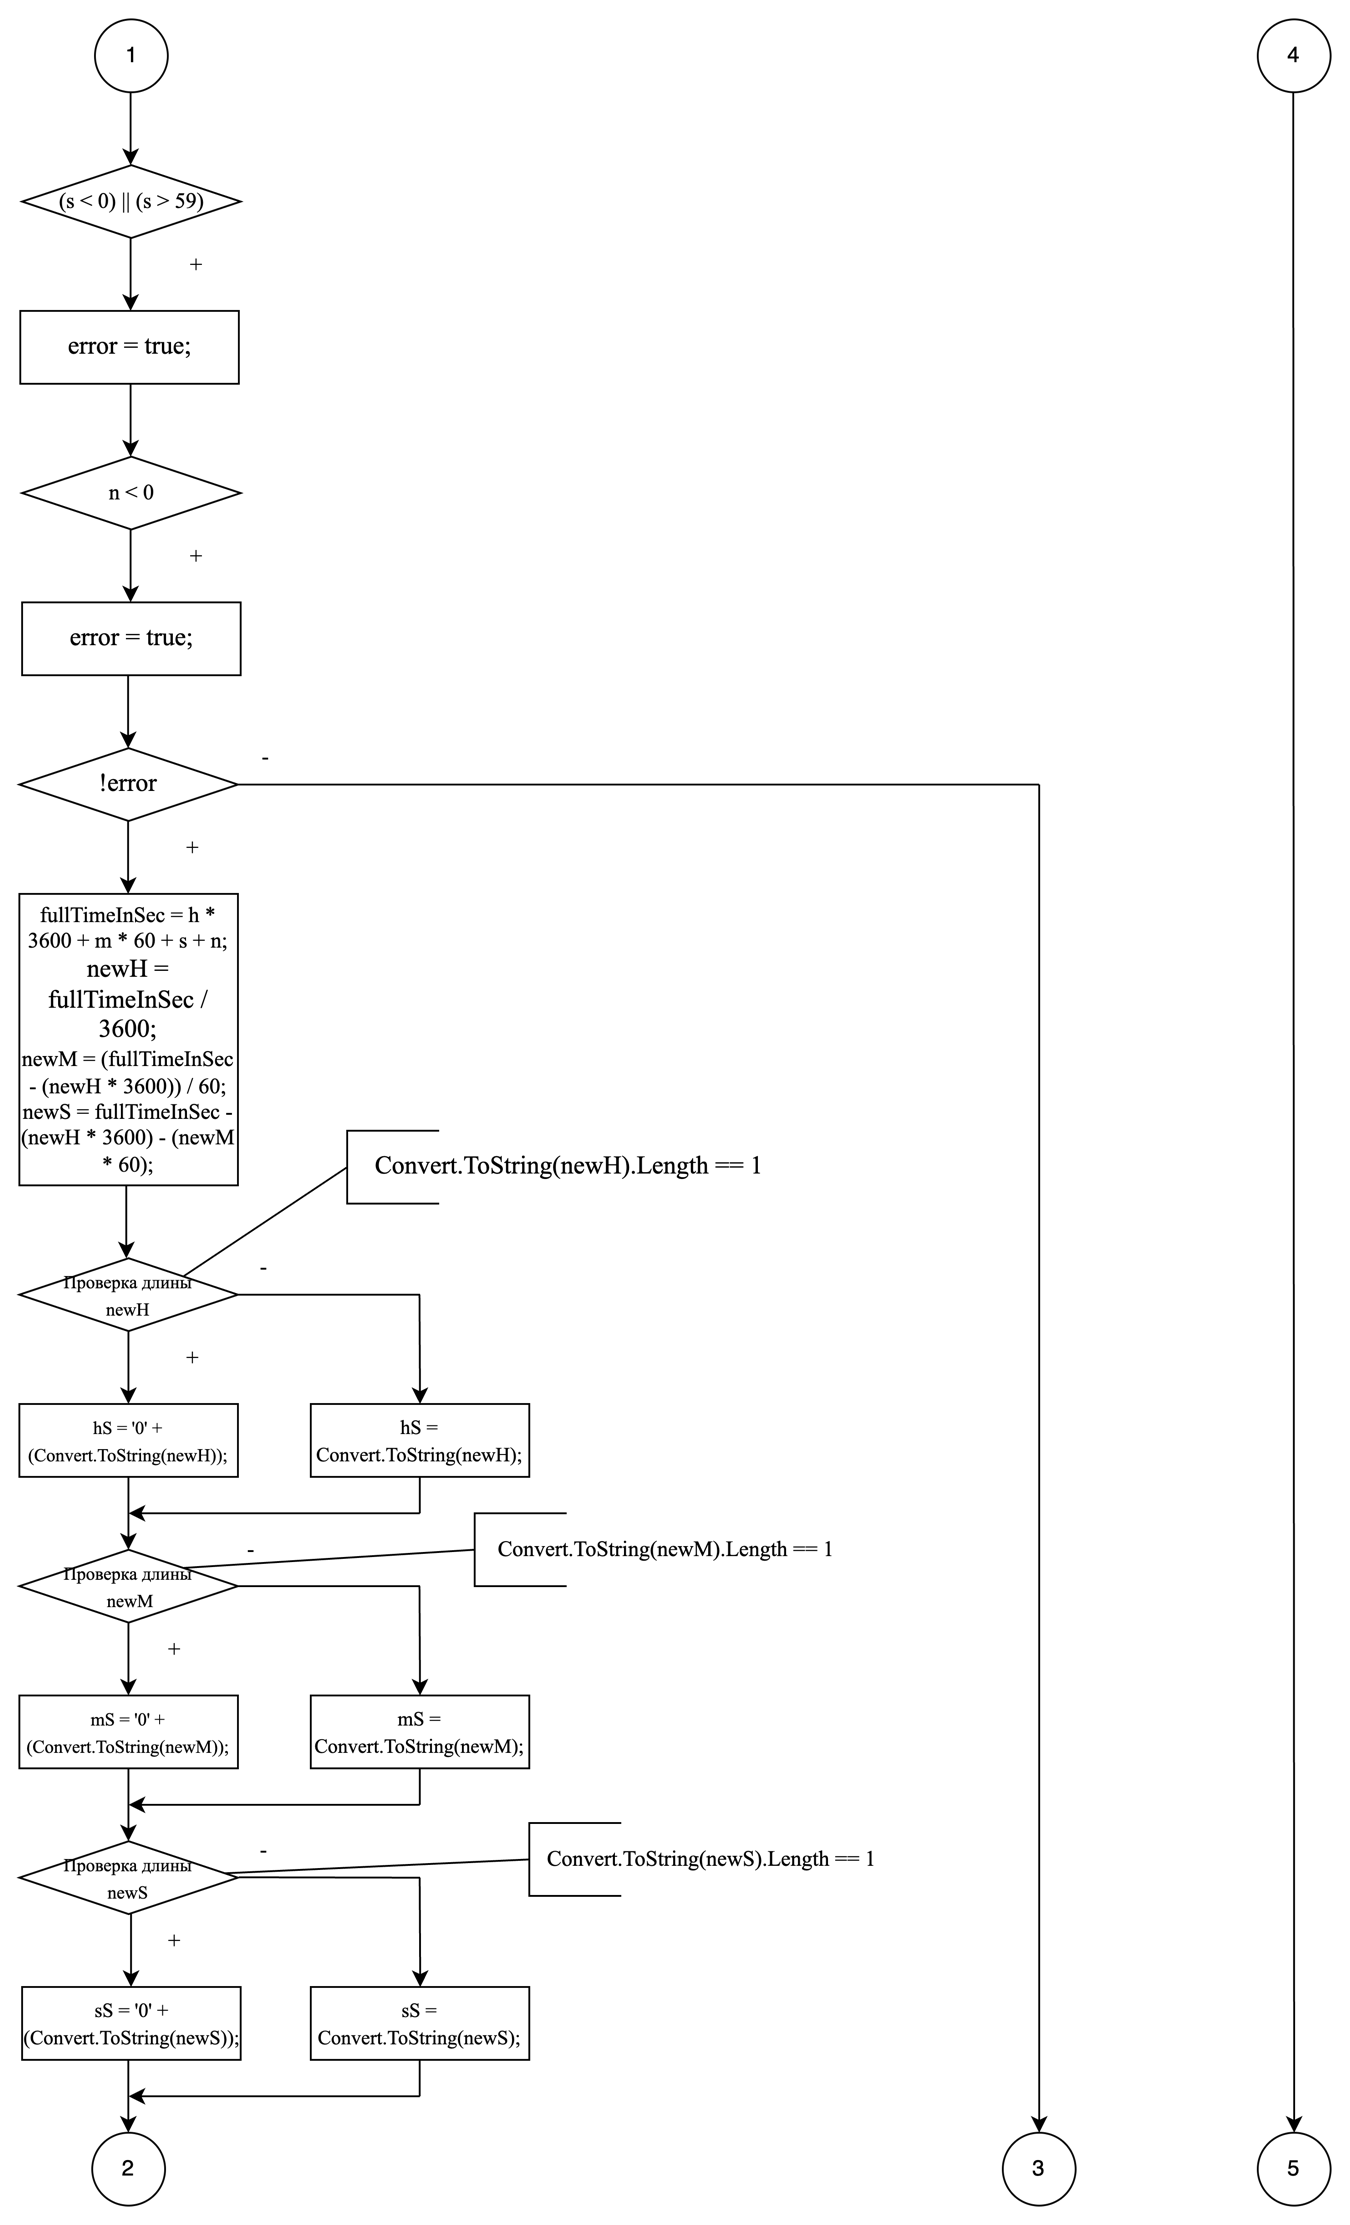 1
4
(s < 0) || (s > 59)
+
error = true;
n < 0
+
error = true;
-
!error
+
fullTimeInSec = h *
3600 + m * 60 + s + n;
newH =
fullTimeInSec /
3600;
newM = (fullTimeInSec
- (newH * 3600)) / 60;
newS = fullTimeInSec -
(newH * 3600) - (newM
* 60);
Convert.ToString(newH).Length == 1
-
Проверка длины
newH
+
hS = '0' +
(Convert.ToString(newH));
hS =
Convert.ToString(newH);
Convert.ToString(newM).Length == 1
-
Проверка длины
newM
+
mS = '0' +
(Convert.ToString(newM));
mS =
Convert.ToString(newM);
Convert.ToString(newS).Length == 1
-
Проверка длины
newS
+
sS = '0' +
(Convert.ToString(newS));
sS =
Convert.ToString(newS);
2
3
5